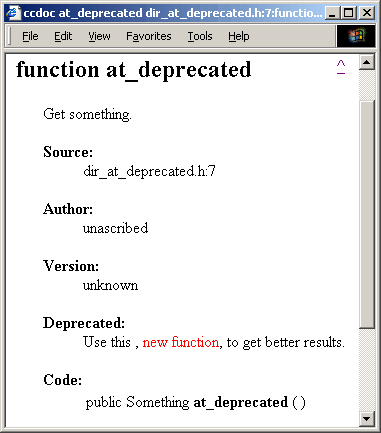 ccdoc at_deprecated dir_at_deprecated.h:7:functio...
File Edit View Favorites Tools Help
function at_deprecated ^
Get something.
Source:
dir_at_deprecated.h:7
Author:
unascribed
Version:
unknown
Deprecated:
Use this , new function, to get better results.
Code:
public Something at_deprecated ( )